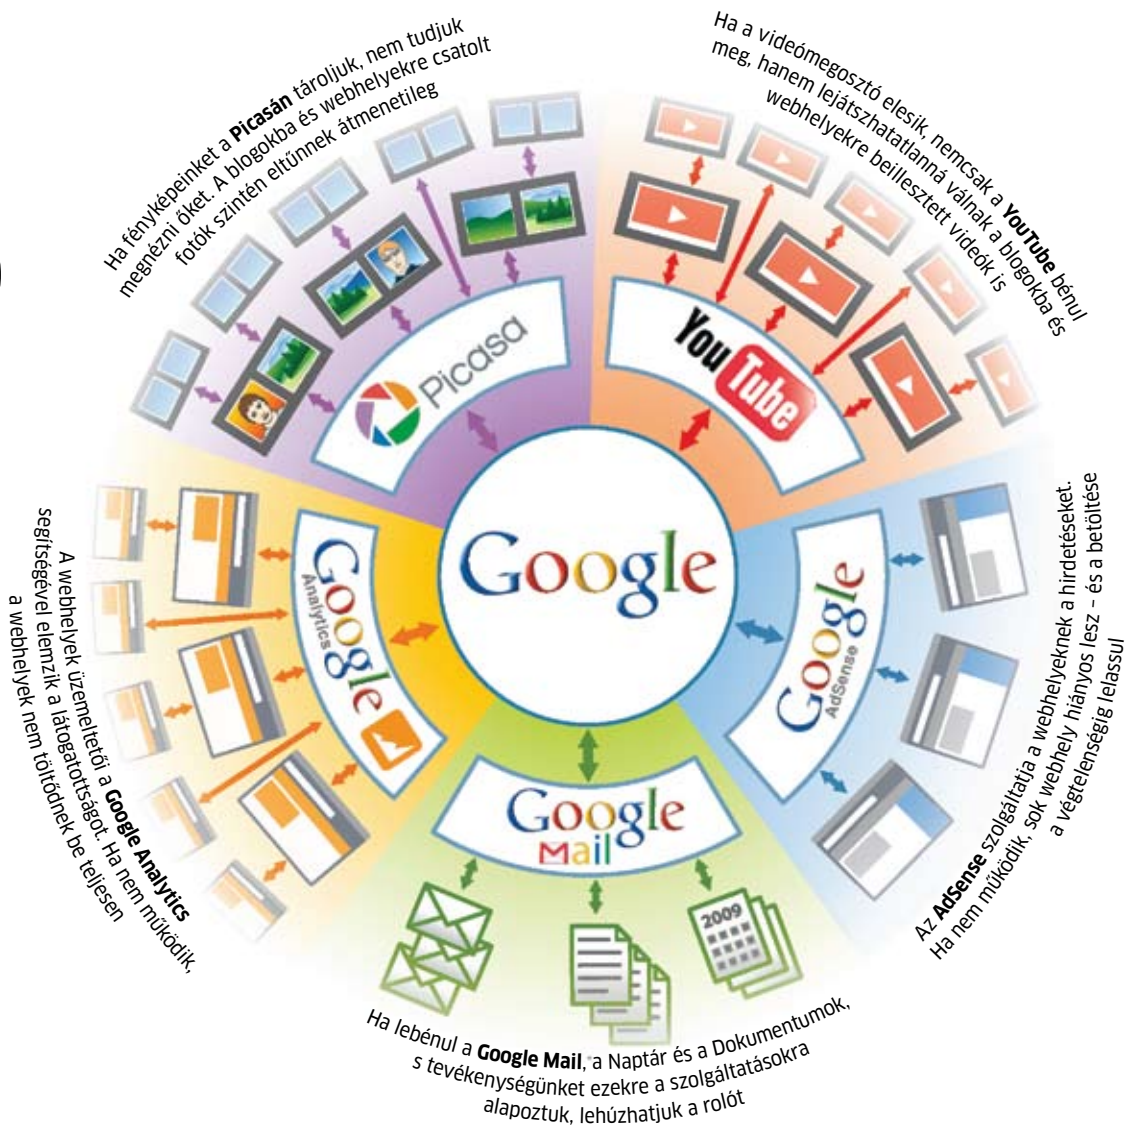 Ha fényképeinket a Picasán tároljuk, nem tudjuk
megnézni őket. A blogokba és webhelyekre csatolt
fotók szintén eltűnnek átmenetileg
Ha a videómegosztó elesik, nemcsak a YouTube bénul
meg, hanem lejátszhatatlanná válnak a blogokba és
webhelyekre beillesztett videók is
Picasa
You
Tube
Google
Google
Analytics
Google
AdSense
Google
Mail
2009
A webhelyek üzemeltetői a Google Analytics
segítségével elemzik a látogatottságot. Ha nem működik,
a webhelyek nem töltődnek be teljesen
Az AdSense szolgáltatja a webhelyeknek a hirdetéseket.
Ha nem működik, sok webhely hiányos lesz – és a betöltése
a végtelenségig lelassul
Ha lebénul a Google Mail, a Naptár és a Dokumentumok,
s tevékenységünket ezekre a szolgáltatásokra
alapoztuk, lehúzhatjuk a rolót